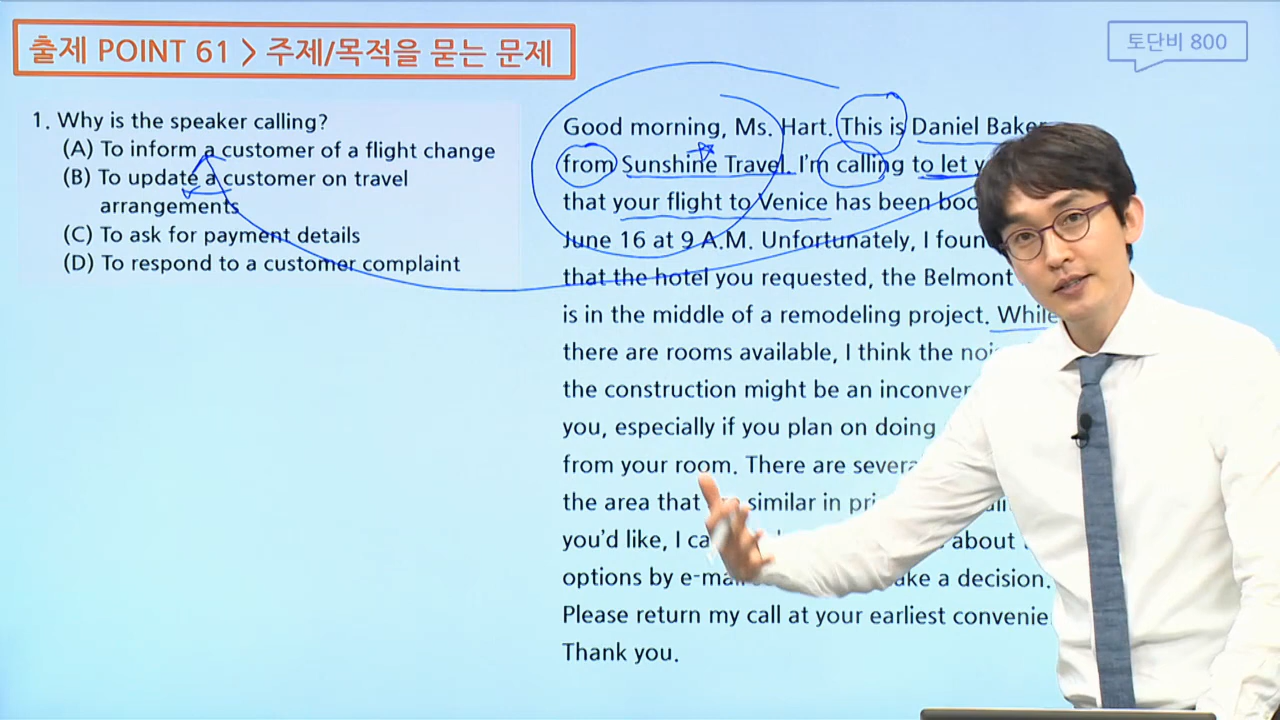 출제 POINT 61 > 주제/목적을 묻는 문제
토단비 800
1. Why is the speaker calling?
(A) To inform a customer of a flight change
(B) To update a customer on travel
arrangements
(C) To ask for payment details
(D) To respond to a customer complaint
Good morning, Ms. Hart. This is Daniel Baker
from Sunshine Travel. I'm calling to let
that your flight to Venice has been
June 16 at 9 A.M. Unfortunately, I
that the hotel you requested, the Belmont
is in the middle of a remodeling project. While
there are rooms available, I think the
the construction might be an
you, especially if you plan on doing
from your room. There are
the area that similar in
you'd like, I about
options by a decision.
Please return my call at your earliest
Thank you.